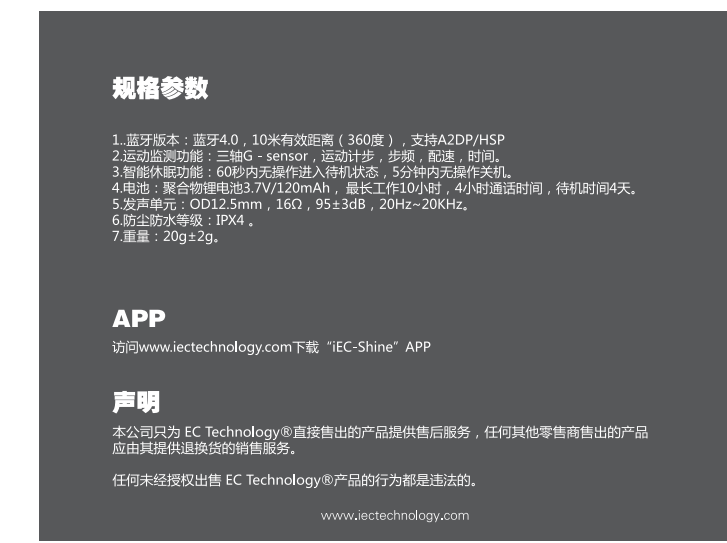 规格参数
1..蓝牙版本：蓝牙4.0，10米有效距离（360度），支持A2DP/HSP
2.运动监测功能：三轴G - sensor，运动计步，步频，配速，时间。
3.智能休眠功能：60秒内无操作进入待机状态，5分钟内无操作关机。
4.电池：聚合物锂电池3.7V/120mAh， 最长工作10小时，4小时通话时间，待机时间4天。
5.发声单元：OD12.5mm，16Ω，95±3dB，20Hz~20KHz。
6.防尘防水等级：IPX4 。
7.重量：20g±2g。
APP
访问www.iectechnology.com下载“iEC-Shine”APP
声明
本公司只为 EC Technology®直接售出的产品提供售后服务，任何其他零售商售出的产品
应由其提供退换货的销售服务。
任何未经授权出售 EC Technology®产品的行为都是违法的。
www.iectechnology.com